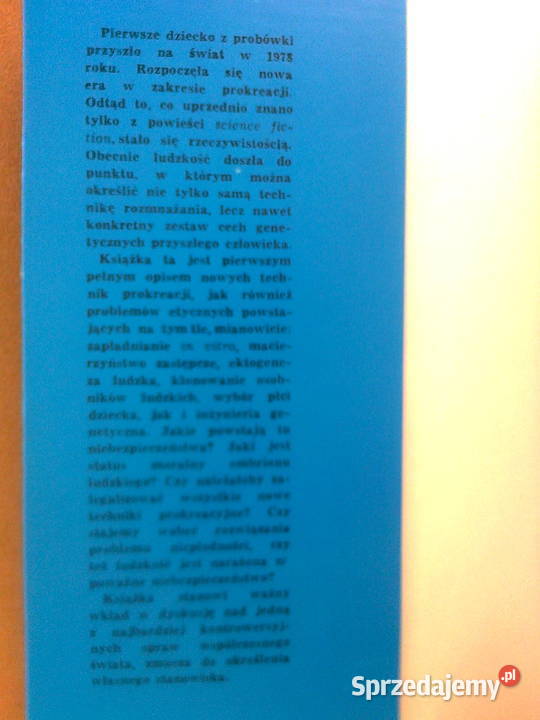 Pierwsze dziecko z probówki
przyszło na świat w 1978
roku. Rozpoczęła się nowa
era w zakresie prokreacji.
Odtąd to, co uprzednio znano
tylko z powieści science fic-
tion, stało się rzeczywistością.
Obecnie ludzkość doszła do
punktu, w którym można
określić nie tylko samą tech-
nikę rozmnażania, lecz nawet
konkretny zestaw cech gene-
tycznych przyszłego człowieka.
Książka ta jest pierwszym
pełnym opisem nowych tech-
nik prokreacji, jak również
problemów etycznych powsta-
jących na tym tle, mianowicie:
zapładnianie in vitro, macie-
rzyństwo zastępcze, ektogene-
za ludzka, klonowanie osob-
ników ludzkich, wybór płci
dziecka, jak i inżynieria ge-
netyczna. Jakie powstają tu
niebezpieczeństwa? Jaki jest
status moralny embrionu
ludzkiego? Czy należałoby za-
legalizować wszystkie nowe
techniki prokreacyjne? Czy
stajemy wobec rozwiązania
problemu niepłodności, czy
też ludzkość jest narażona w
poważne niebezpieczeństwo?
Książka stanowi ważny
wkład w dyskusję nad jedną
z najbardziej kontrowersyj-
nych spraw współczesnego
świata, zmusza do określenia
własnego stanowiska.
Sprzedajemy.pl